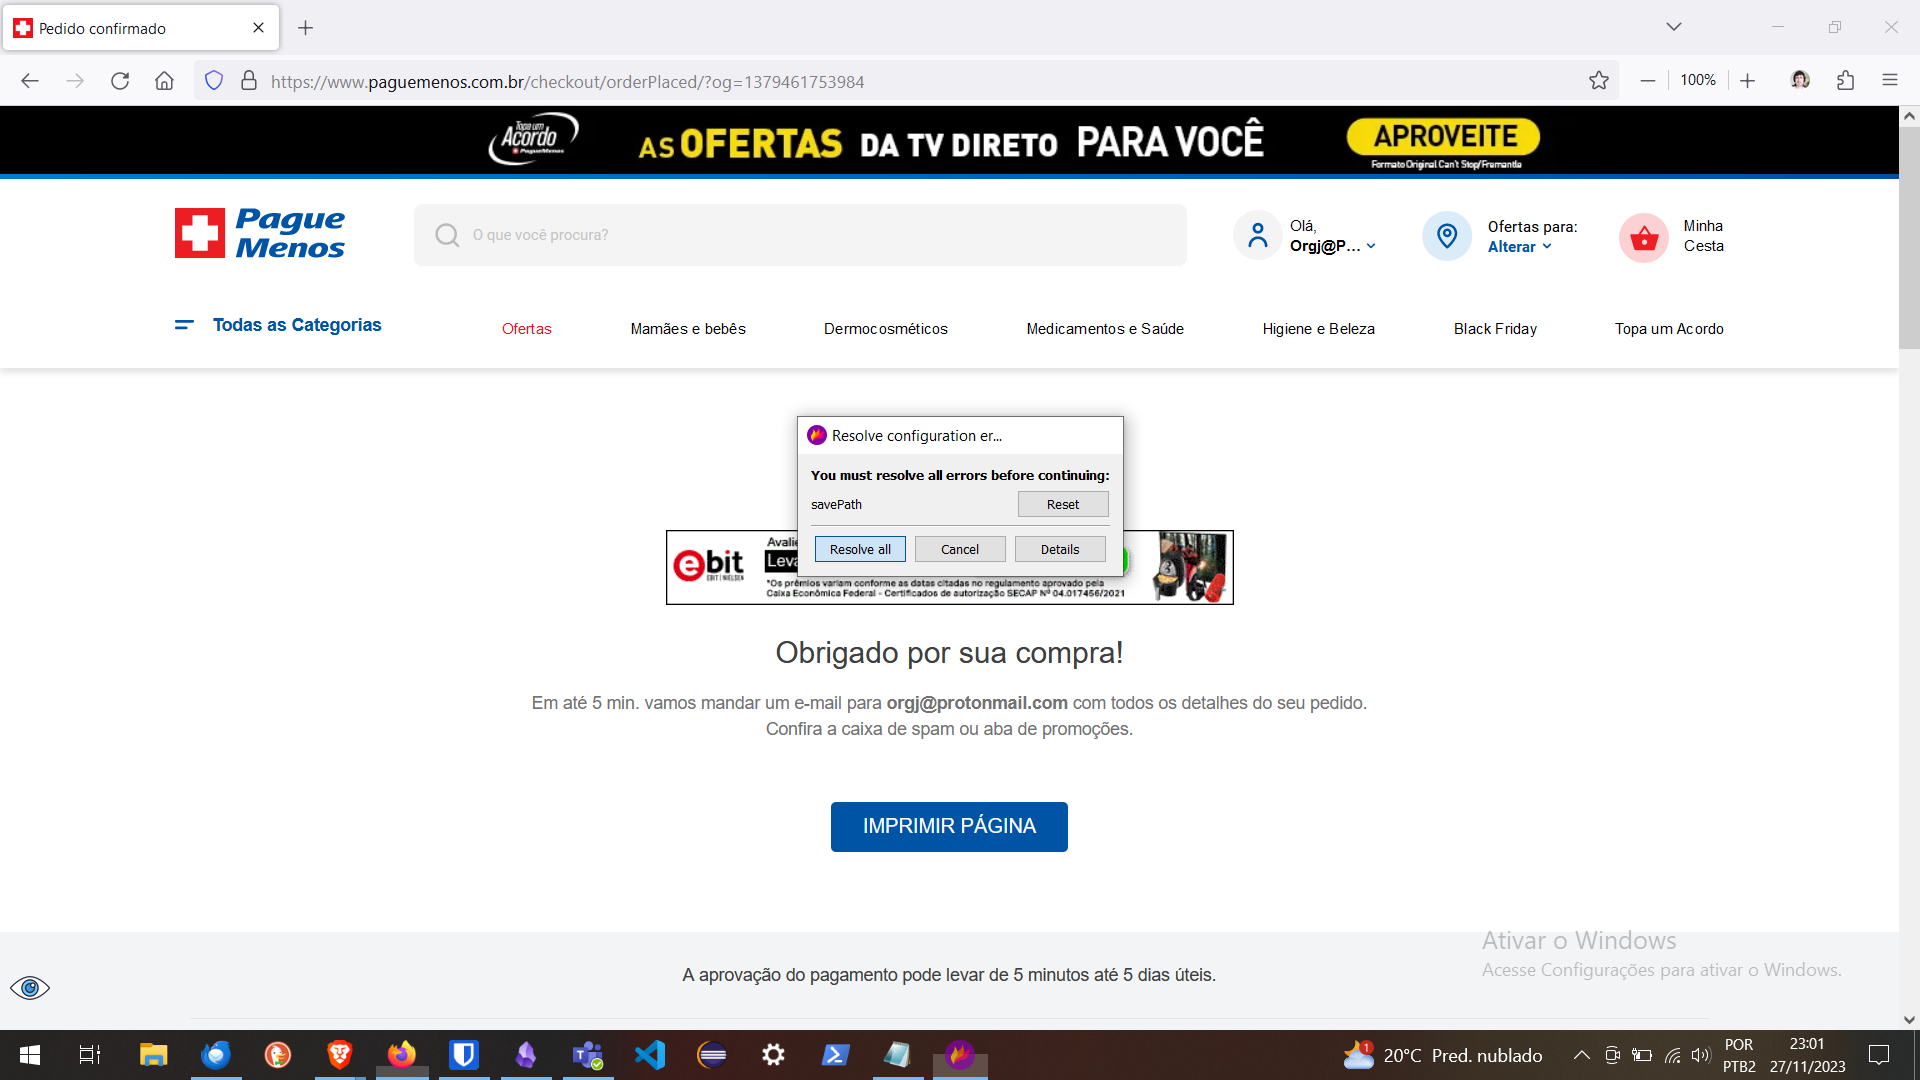 Pedido confirmado
https://www.paguemenos.com.br/checkout/orderPlaced/?og=1379461753984
100%
Topa um
Acordo
PagueMenos
AS OFERTAS DA TV DIRETO PARA VOCÊ
APROVEITE
Formato Original Can't Stop/Fremantle
Pague
Menos
O que você procura?
Olá,
Orgj@P...
Ofertas para:
Alterar
Minha
Cesta
Todas as Categorias
Ofertas
Mamães e bebês
Dermocosméticos
Medicamentos e Saúde
Higiene e Beleza
Black Friday
Topa um Acordo
Resolve configuration er...
You must resolve all errors before continuing:
savePath
Reset
Resolve all
Cancel
Details
ebit
EBIT | NIELSEN
*Os prêmios variam conforme as datas citadas no regulamento aprovado pela
Caixa Econômica Federal - Certificados de autorização SECAP Nº 04.017456/2021
Obrigado por sua compra!
Em até 5 min. vamos mandar um e-mail para orgj@protonmail.com com todos os detalhes do seu pedido.
Confira a caixa de spam ou aba de promoções.
IMPRIMIR PÁGINA
Ativar o Windows
Acesse Configurações para ativar o Windows.
A aprovação do pagamento pode levar de 5 minutos até 5 dias úteis.
1
20°C Pred. nublado
POR
PTB2
23:01
27/11/2023